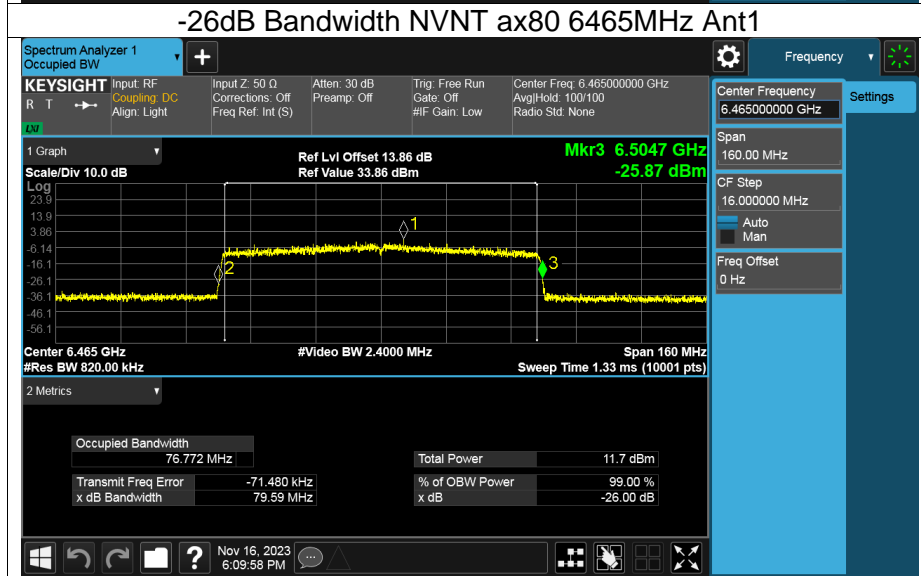 -26dB Bandwidth NVNT ax80 6465MHz Ant1
Spectrum Analyzer 1
Occupied BW
+
Frequency
KEYSIGHT
R T
LXI
Input: RF
Coupling: DC
Align: Light
Input Z: 50 Ω
Corrections: Off
Freq Ref: Int (S)
Atten: 30 dB
Preamp: Off
Trig: Free Run
Gate: Off
#IF Gain: Low
Center Freq: 6.465000000 GHz
Avg|Hold: 100/100
Radio Std: None
Center Frequency
6.465000000 GHz
Settings
Span
160.00 MHz
CF Step
16.000000 MHz
Auto
Man
Freq Offset
0 Hz
1 Graph
Scale/Div 10.0 dB
Ref Lvl Offset 13.86 dB
Ref Value 33.86 dBm
Mkr3 6.5047 GHz
-25.87 dBm
Log
23.9
13.9
3.86
-6.14
-16.1
-26.1
-36.1
-46.1
-56.1
1
2
3
Center 6.465 GHz
#Video BW 2.4000 MHz
Span 160 MHz
#Res BW 820.00 kHz
Sweep Time 1.33 ms (10001 pts)
2 Metrics
Occupied Bandwidth
76.772 MHz
Total Power 11.7 dBm
Transmit Freq Error -71.480 kHz
% of OBW Power 99.00 %
x dB Bandwidth 79.59 MHz
x dB -26.00 dB
?
Nov 16, 2023
6:09:58 PM